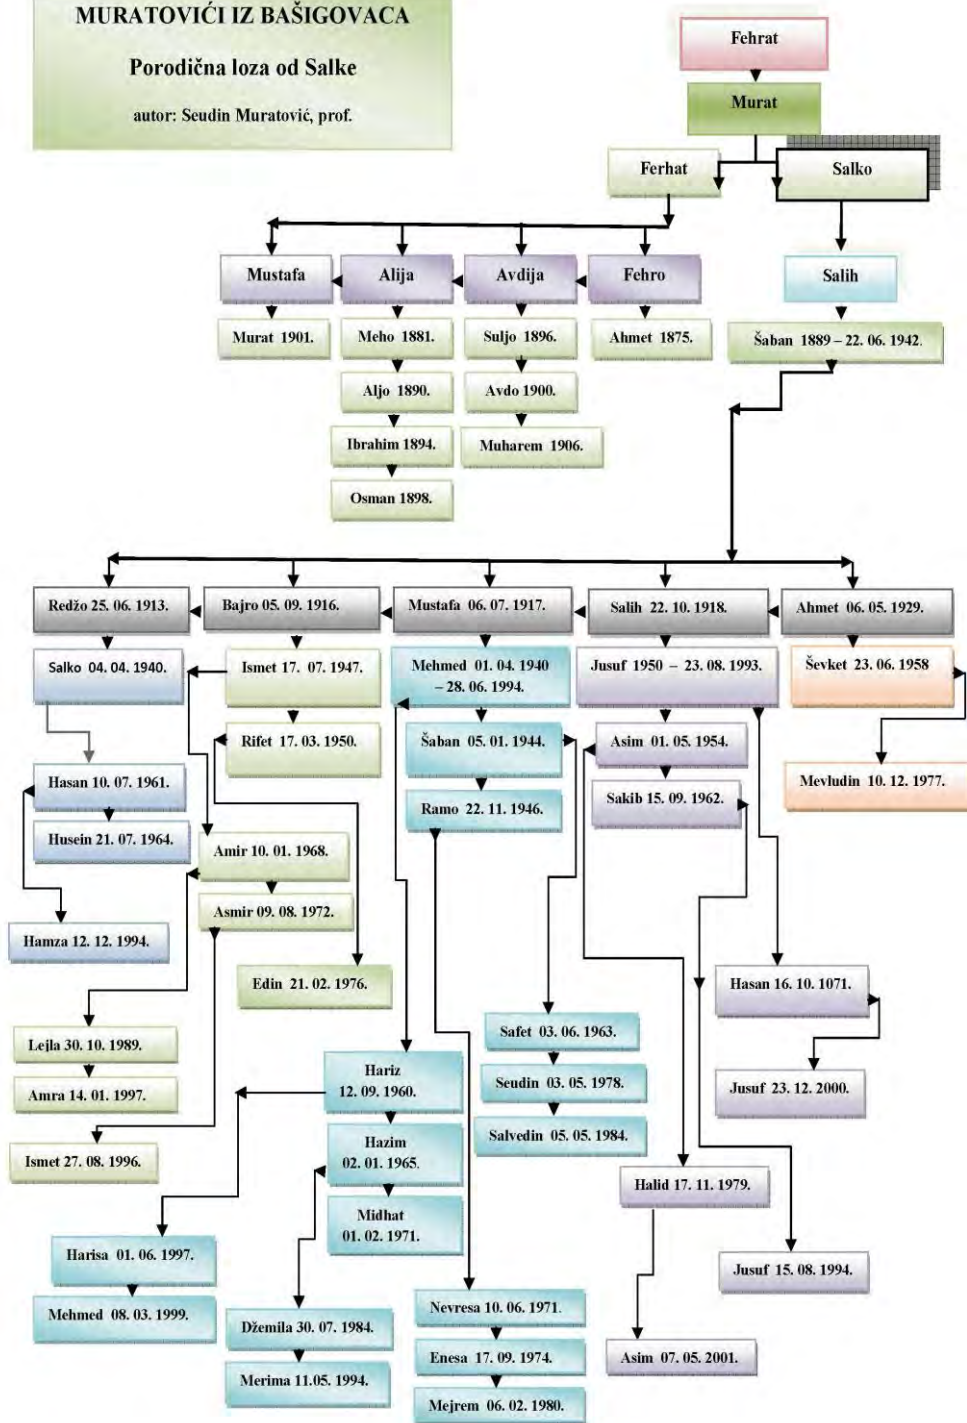 MURATOVIĆI IZ BAŠIGOVACA
Porodična loza od Salke
autor: Seudin Muratović, prof.
Fehrat
Murat
Ferhat
Salko
Mustafa
Alija
Avdija
Fehro
Salih
Murat 1901.
Meho 1881.
Suljo 1896.
Ahmet 1875.
Šaban 1889 – 22. 06. 1942.
Aljo 1890.
Avdo 1900.
Ibrahim 1894.
Muharem 1906.
Osman 1898.
Redžo 25. 06. 1913.
Bajro 05. 09. 1916.
Mustafa 06. 07. 1917.
Salih 22. 10. 1918.
Ahmet 06. 05. 1929.
Salko 04. 04. 1940.
Ismet 17. 07. 1947.
Mehmed 01. 04. 1940
– 28. 06. 1994.
Jusuf 1950 – 23. 08. 1993.
Ševket 23. 06. 1958
Rifet 17. 03. 1950.
Šaban 05. 01. 1944.
Asim 01. 05. 1954.
Hasan 10. 07. 1961.
Ramo 22. 11. 1946.
Sakib 15. 09. 1962.
Mevludin 10. 12. 1977.
Husein 21. 07. 1964.
Amir 10. 01. 1968.
Asmir 09. 08. 1972.
Hamza 12. 12. 1994.
Edin 21. 02. 1976.
Hasan 16. 10. 1071.
Lejla 30. 10. 1989.
Safet 03. 06. 1963.
Hariz
12. 09. 1960.
Seudin 03. 05. 1978.
Jusuf 23. 12. 2000.
Amra 14. 01. 1997.
Salvedin 05. 05. 1984.
Ismet 27. 08. 1996.
Hazim
02. 01. 1965.
Halid 17. 11. 1979.
Midhat
01. 02. 1971.
Harisa 01. 06. 1997.
Jusuf 15. 08. 1994.
Mehmed 08. 03. 1999.
Nevresa 10. 06. 1971.
Džemila 30. 07. 1984.
Enesa 17. 09. 1974.
Asim 07. 05. 2001.
Merima 11.05. 1994.
Mejrem 06. 02. 1980.